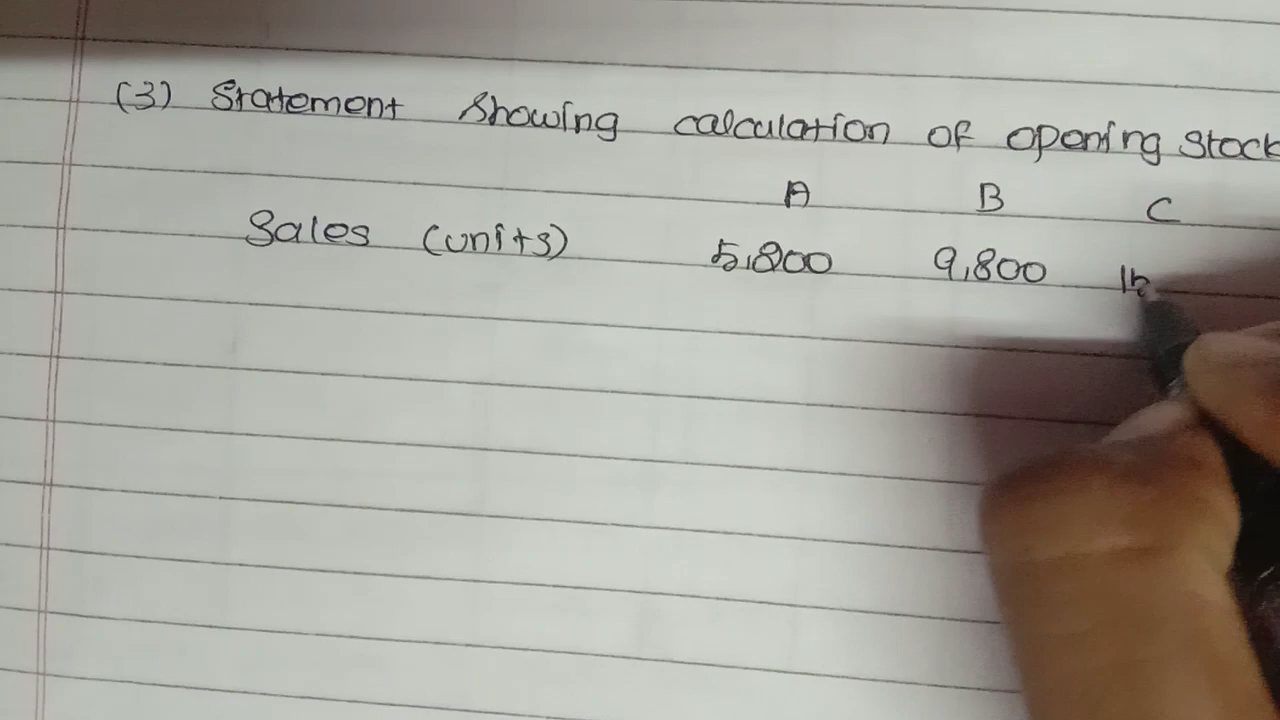 (3) Statement showing calculation of opening stock
A B C
Sales (units) 5,800 9,800